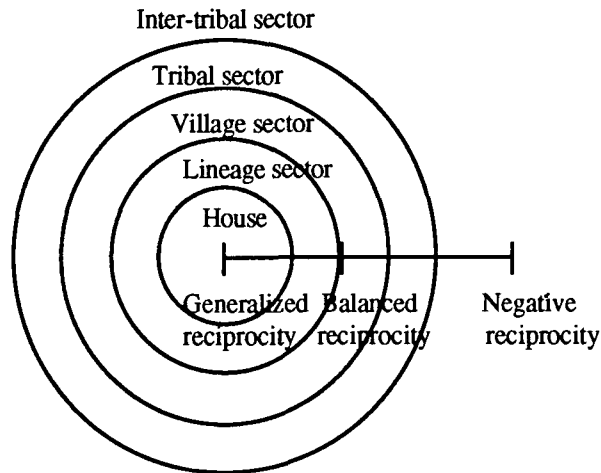 Inter-tribal sector
Tribal sector
Village sector
Lineage sector
House
Generalized
reciprocity
Balanced
reciprocity
Negative
reciprocity